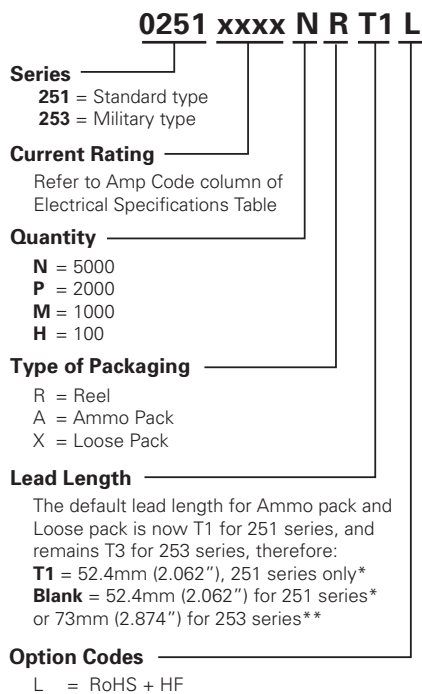 0251 xxxx N R T1 L
Series
251 = Standard type
253 = Military type
Current Rating
Refer to Amp Code column of
Electrical Specifications Table
Quantity
N = 5000
P = 2000
M = 1000
H = 100
Type of Packaging
R = Reel
A = Ammo Pack
X = Loose Pack
Lead Length
The default lead length for Ammo pack and
Loose pack is now T1 for 251 series, and
remains T3 for 253 series, therefore:
T1 = 52.4mm (2.062”), 251 series only*
Blank = 52.4mm (2.062”) for 251 series*
or 73mm (2.874”) for 253 series**
Option Codes
L = RoHS + HF